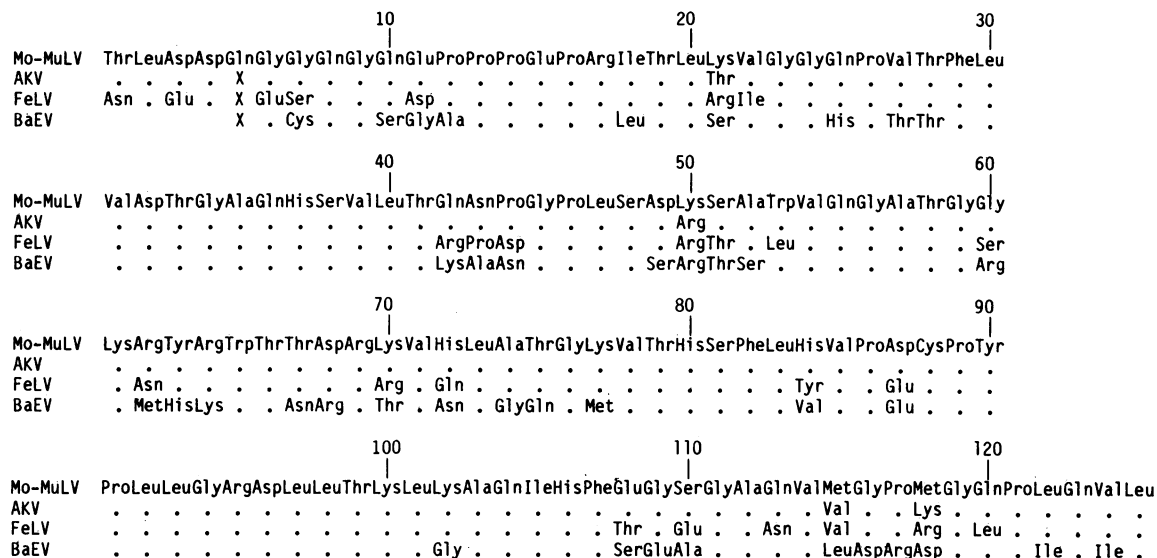 10 20 30
Mo-MuLV ThrLeuAspAspGlnGlyGlyGlnGlyGlnGluProProProGluProArgIleThrLeuLysValGlyGlyGlnProValThrPheLeu
AKV . . . . X . . . . . . . . . . . . . . . Thr . . . . . . . . .
FeLV Asn . Glu . X GluSer . . . Asp . . . . . . . . . ArgIle . . . . . . . .
BaEV . . . . X . Cys . . SerGlyAla . . . . . Leu . . Ser . . . His . ThrThr . .
40 50 60
Mo-MuLV ValAspThrGlyAlaGlnHisSerValLeuThrGlnAsnProGlyProLeuSerAspLysSerAlaTrpValGlnGlyAlaThrGlyGly
AKV . . . . . . . . . . . . . . . . . . . Arg . . . . . . . . . .
FeLV . . . . . . . . . . . ArgProAsp . . . . . ArgThr . Leu . . . . . . Ser
BaEV . . . . . . . . . . . LysAlaAsn . . . . SerArgThrSer . . . . . . . Arg
70 80 90
Mo-MuLV LysArgTyrArgTrpThrThrAspArgLysValHisLeuAlaThrGlyLysValThrHisSerPheLeuHisValProAspCysProTyr
AKV . . . . . . . . . . . . . . . . . . . . . . . . . . . . . .
FeLV . Asn . . . . . . . Arg . Gln . . . . . . . . . . . Tyr . . Glu . . .
BaEV . MetHisLys . . AsnArg . Thr . Asn . GlyGln . Met . . . . . . Val . . Glu . . .
100 110 120
Mo-MuLV ProLeuLeuGlyArgAspLeuLeuThrLysLeuLysAlaGlnIleHisPheGluGlySerGlyAlaGlnValMetGlyProMetGlyGlnProLeuGlnValLeu
AKV . . . . . . . . . . . . . . . . . . . . . . . . Val . . Lys . . . . . . .
FeLV . . . . . . . . . . . . . . . . . Thr . Glu . . Asn . Val . . Arg . Leu . . . . .
BaEV . . . . . . . . . . . Gly . . . . . SerGluAla . . . . LeuAspArgAsp . . . Ile . Ile .